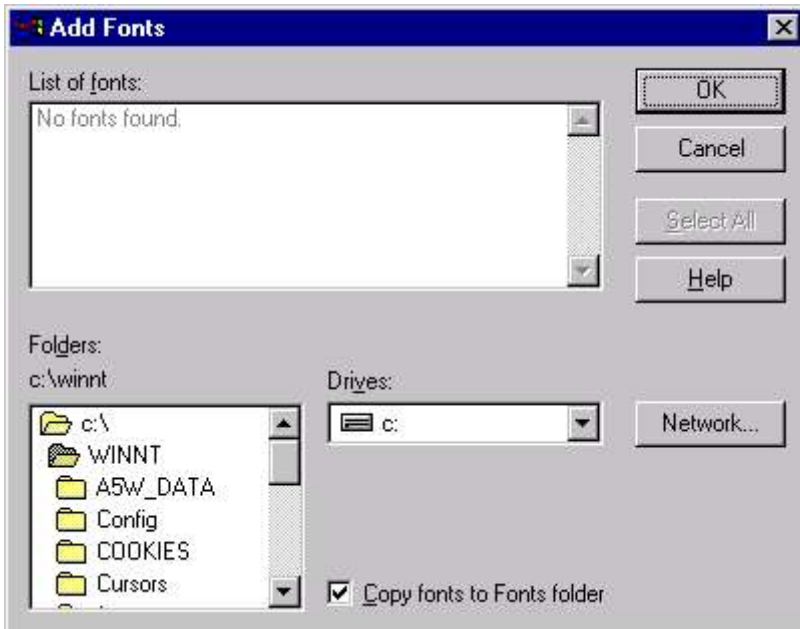 Add Fonts
List of fonts:
No fonts found.
OK
Cancel
Select All
Help
Folders:
c:\winnt
Drives:
c:\
WINNT
A5W_DATA
Config
COOKIES
Cursors
c:
Network...
Copy fonts to Fonts folder